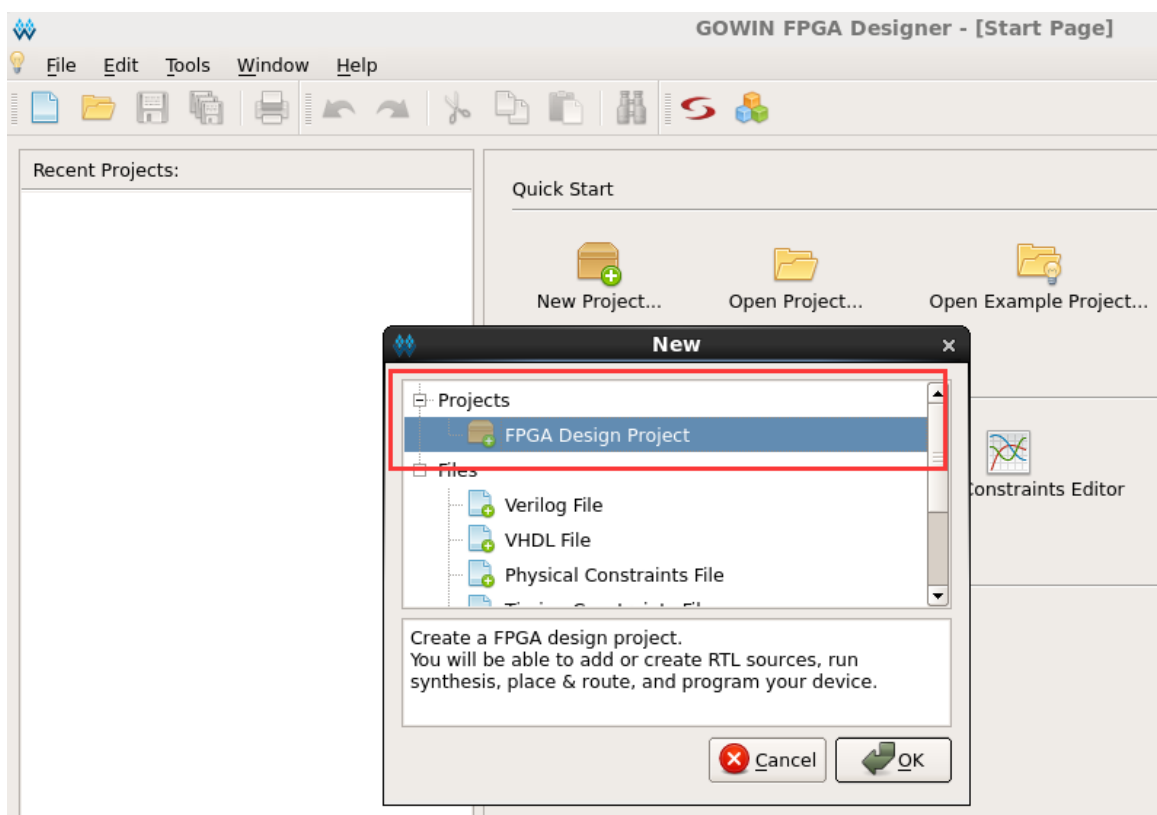 GOWIN FPGA Designer - [Start Page]
File Edit Tools Window Help
Recent Projects:
Quick Start
New Project... Open Project... Open Example Project...
New
Projects
FPGA Design Project
Files
Verilog File
VHDL File
Physical Constraints File
Constraints Editor
Create a FPGA design project.
You will be able to add or create RTL sources, run
synthesis, place & route, and program your device.
Cancel OK